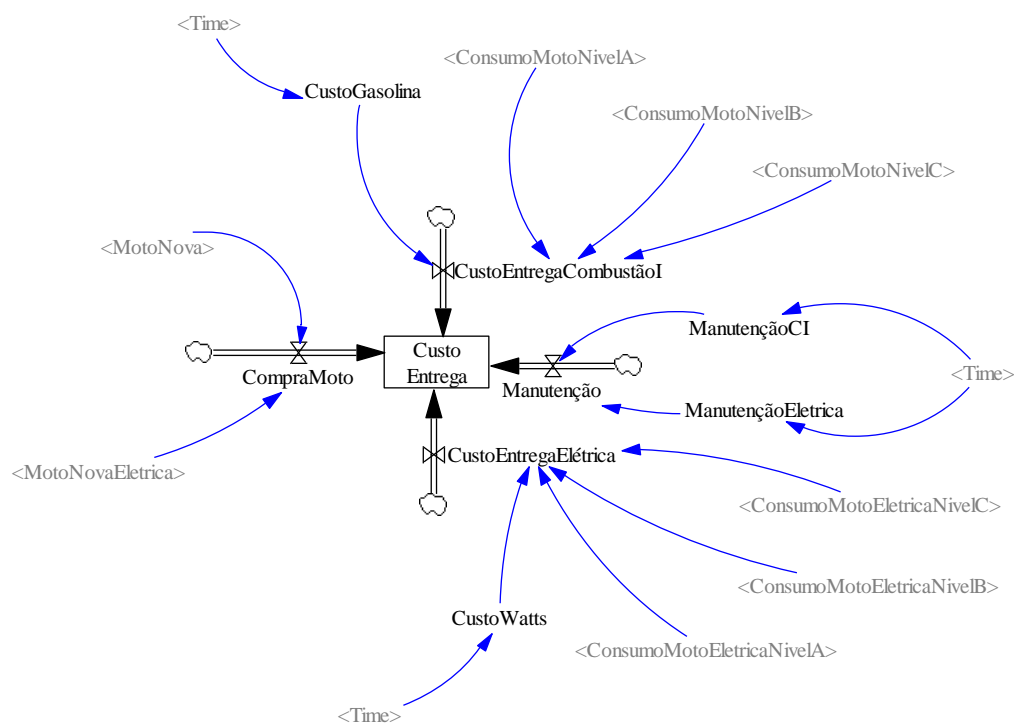 <Time>
<ConsumoMotoNivelA>
CustoGasolina
<ConsumoMotoNivelB>
<ConsumoMotoNivelC>
<MotoNova>
CustoEntregaCombustãoI
ManutençãoCI
Custo
Entrega
CompraMoto
Manutenção
<Time>
ManutençãoEletrica
CustoEntregaElétrica
<MotoNovaEletrica>
<ConsumoMotoEletricaNivelC>
<ConsumoMotoEletricaNivelB>
CustoWatts
<ConsumoMotoEletricaNivelA>
<Time>